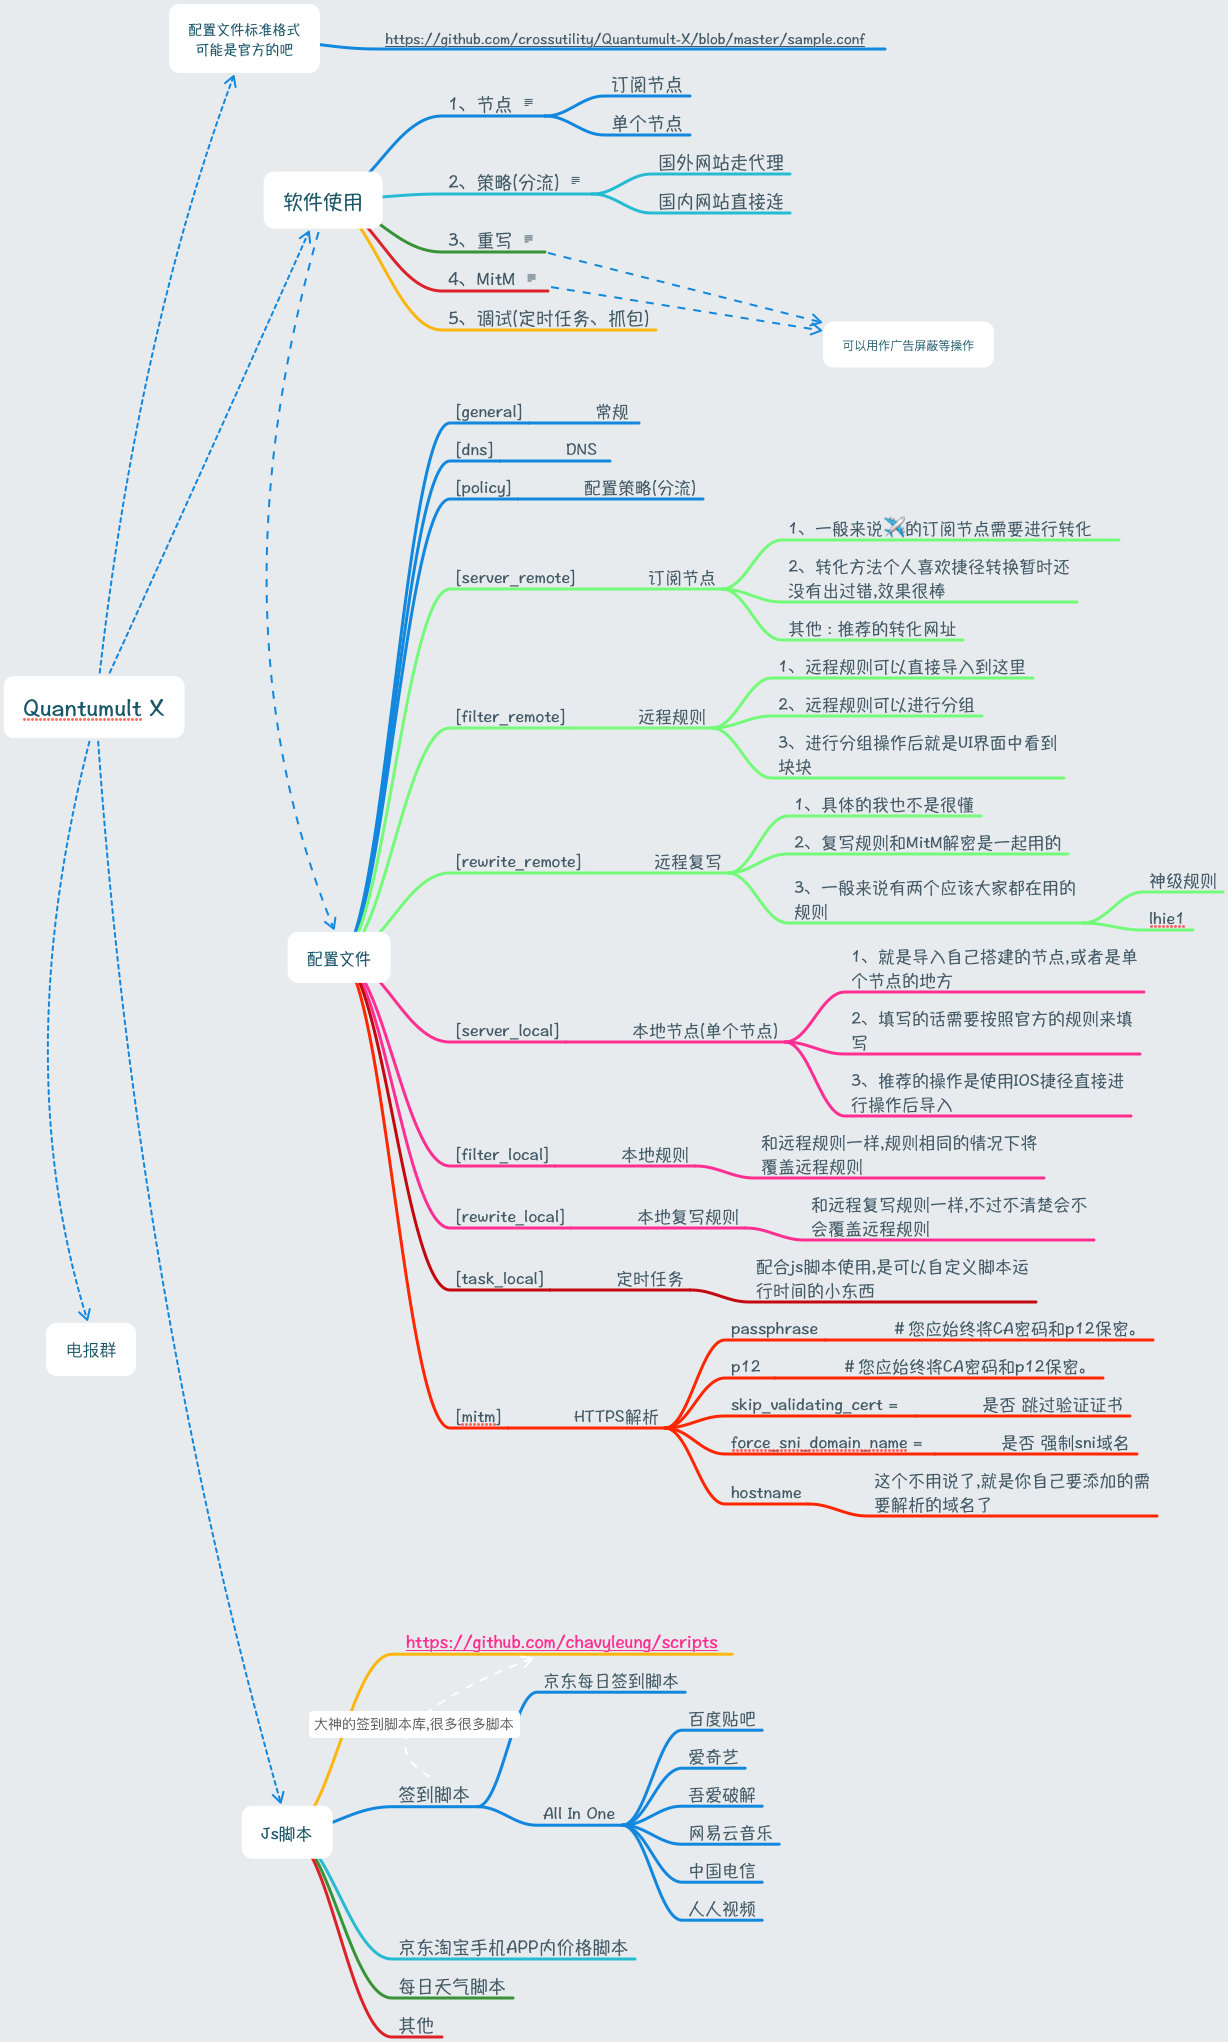 配置文件标准格式
可能是官方的吧
https://github.com/crossutility/Quantumult-X/blob/master/sample.conf
软件使用
1、节点
订阅节点
单个节点
2、策略(分流)
国外网站走代理
国内网站直接连
3、重写
4、MitM
5、调试(定时任务、抓包)
可以用作广告屏蔽等操作
Quantumult X
配置文件
[general]
常规
[dns]
DNS
[policy]
配置策略(分流)
[server_remote]
订阅节点
1、一般来说✈️的订阅节点需要进行转化
2、转化方法个人喜欢捷径转换暂时还
没有出过错,效果很棒
其他：推荐的转化网址
[filter_remote]
远程规则
1、远程规则可以直接导入到这里
2、远程规则可以进行分组
3、进行分组操作后就是UI界面中看到
块块
[rewrite_remote]
远程复写
1、具体的我也不是很懂
2、复写规则和MitM解密是一起用的
3、一般来说有两个应该大家都在用的
规则
神级规则
lhie1
[server_local]
本地节点(单个节点)
1、就是导入自己搭建的节点,或者是单
个节点的地方
2、填写的话需要按照官方的规则来填
写
3、推荐的操作是使用IOS捷径直接进
行操作后导入
[filter_local]
本地规则
和远程规则一样,规则相同的情况下将
覆盖远程规则
[rewrite_local]
本地复写规则
和远程复写规则一样,不过不清楚会不
会覆盖远程规则
[task_local]
定时任务
配合js脚本使用,是可以自定义脚本运
行时间的小东西
[mitm]
HTTPS解析
passphrase
# 您应始终将CA密码和p12保密。
p12
# 您应始终将CA密码和p12保密。
skip_validating_cert =
是否 跳过验证证书
force_sni_domain_name =
是否 强制sni域名
hostname
这个不用说了,就是你自己要添加的需
要解析的域名了
电报群
Js脚本
https://github.com/chavyleung/scripts
大神的签到脚本库,很多很多脚本
签到脚本
京东每日签到脚本
All In One
百度贴吧
爱奇艺
吾爱破解
网易云音乐
中国电信
人人视频
京东淘宝手机APP内价格脚本
每日天气脚本
其他